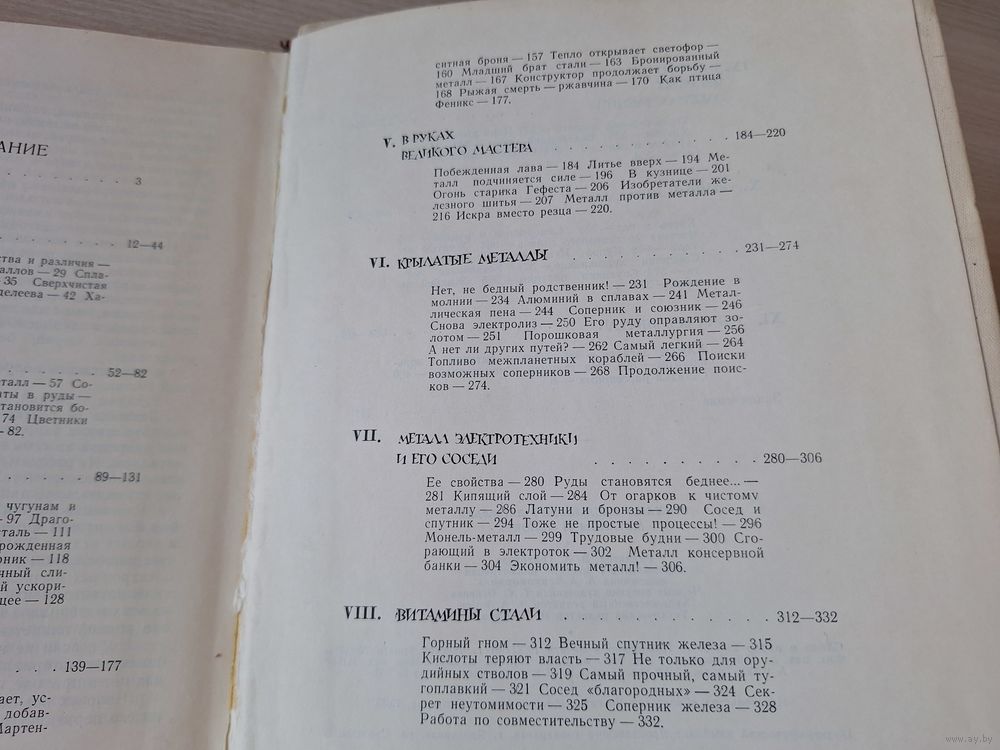 АНИЕ
3
12—44
тва и различия —
аллов — 29 Спла-
35 Сверхчистая
делеева — 42 Ха-
52—82
талл — 57 Со-
ты в руды —
тановится бо-
74 Цветники
— 82.
89—131
чугунам и
— 97 Драго-
сталь — 111
рожденная
рник — 118
чный сли-
й ускори-
щее — 128
139—177
ает, ус-
добав-
Мартен-
ситная броня — 157 Тепло открывает светофор —
160 Младший брат стали — 163 Бронированный
металл — 167 Конструктор продолжает борьбу —
168 Рыжая смерть — ржавчина — 170 Как птица
Феникс — 177.
V. В РУКАХ
ВЕЛИКОГО МАСТЕРА . . . . . . . . . . 184—220
Побежденная лава — 184 Литье вверх — 194 Ме-
талл подчиняется силе — 196 В кузнице — 201
Огонь старика Гефеста — 206 Изобретатели же-
лезного шитья — 207 Металл против металла —
216 Искра вместо резца — 220.
VI. КРЫЛАТЫЕ МЕТАЛЛЫ . . . . . . . . . 231—274
Нет, не бедный родственник! — 231 Рождение в
молнии — 234 Алюминий в сплавах — 241 Метал-
лическая пена — 244 Соперник и союзник — 246
Снова электролиз — 250 Его руду оправляют зо-
лотом — 251 Порошковая металлургия — 256
А нет ли других путей? — 262 Самый легкий — 264
Топливо межпланетных кораблей — 266 Поиски
возможных соперников — 268 Продолжение поис-
ков — 274.
VII. МЕТАЛЛ ЭЛЕКТРОТЕХНИКИ
И ЕГО СОСЕДИ . . . . . . . . . 280—306
Ее свойства — 280 Руды становятся беднее... —
281 Кипящий слой — 284 От огарков к чистому
металлу — 286 Латуни и бронзы — 290 Сосед и
спутник — 294 Тоже не простые процессы! — 296
Монель-металл — 299 Трудовые будни — 300 Сго-
рающий в электроток — 302 Металл консервной
банки — 304 Экономить металл! — 306.
VIII. ВИТАМИНЫ СТАЛИ . . . . . . . . . . . 312—332
Горный гном — 312 Вечный спутник железа — 315
Кислоты теряют власть — 317 Не только для ору-
дийных стволов — 319 Самый прочный, самый ту-
гоплавкий — 321 Сосед «благородных» — 324 Сек-
рет неутомимости — 325 Соперник железа — 328
Работа по совместительству — 332.
www.ay.by